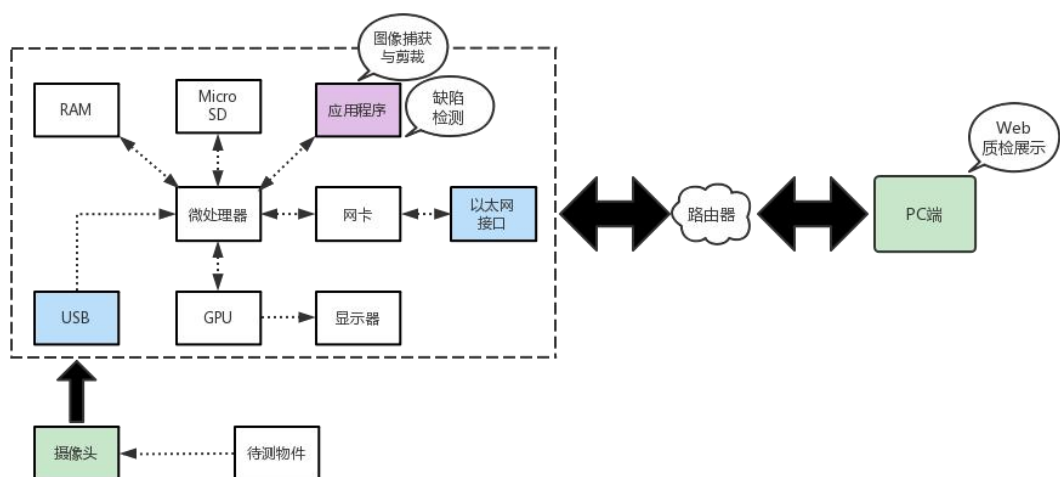 图像捕获
与剪裁
RAM
Micro
SD
应用程序
缺陷
检测
Web
质检展示
微处理器
网卡
以太网
接口
路由器
PC端
USB
GPU
显示器
摄像头
待测物件